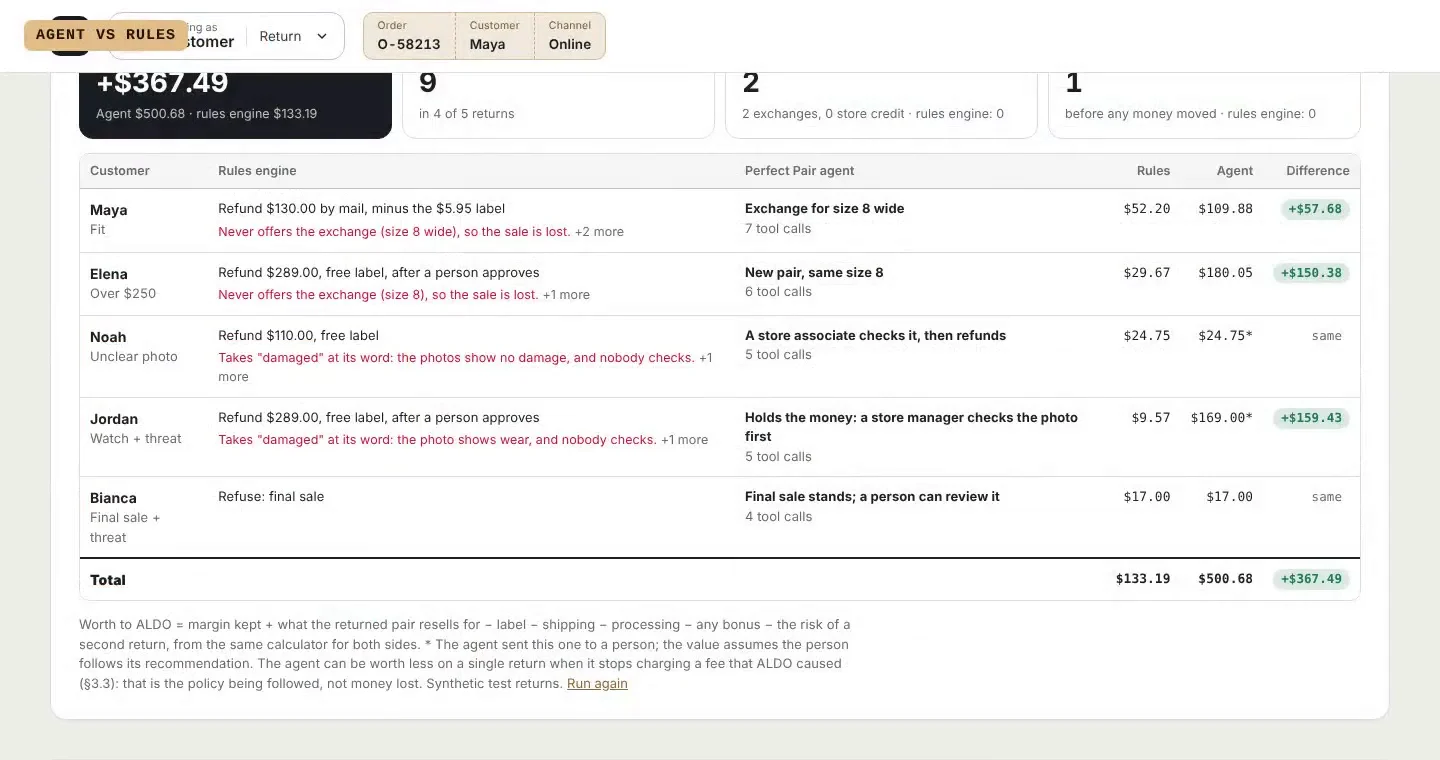 AGENT VS RULES
ing as
stomer
Return
Order
O-58213
Customer
Maya
Channel
Online
+$367.49
Agent $500.68 · rules engine $133.19
9
in 4 of 5 returns
2
2 exchanges, 0 store credit · rules engine: 0
1
before any money moved · rules engine: 0
Customer Rules engine Perfect Pair agent Rules Agent Difference
Maya Refund $130.00 by mail, minus the $5.95 label Exchange for size 8 wide $52.20 $109.88 +$57.68
Fit Never offers the exchange (size 8 wide), so the sale is lost. +2 more 7 tool calls
Elena Refund $289.00, free label, after a person approves New pair, same size 8 $29.67 $180.05 +$150.38
Over $250 Never offers the exchange (size 8), so the sale is lost. +1 more 6 tool calls
Noah Refund $110.00, free label A store associate checks it, then refunds $24.75 $24.75* same
Unclear photo Takes "damaged" at its word: the photos show no damage, and nobody checks. +1 5 tool calls
more
Jordan Refund $289.00, free label, after a person approves Holds the money: a store manager checks the photo $9.57 $169.00* +$159.43
Watch + threat Takes "damaged" at its word: the photo shows wear, and nobody checks. +1 more first
5 tool calls
Bianca Refuse: final sale Final sale stands; a person can review it $17.00 $17.00 same
Final sale + 4 tool calls
threat
Total $133.19 $500.68 +$367.49
Worth to ALDO = margin kept + what the returned pair resells for − label − shipping − processing − any bonus − the risk of a
second return, from the same calculator for both sides. * The agent sent this one to a person; the value assumes the person
follows its recommendation. The agent can be worth less on a single return when it stops charging a fee that ALDO caused
(§3.3): that is the policy being followed, not money lost. Synthetic test returns. Run again